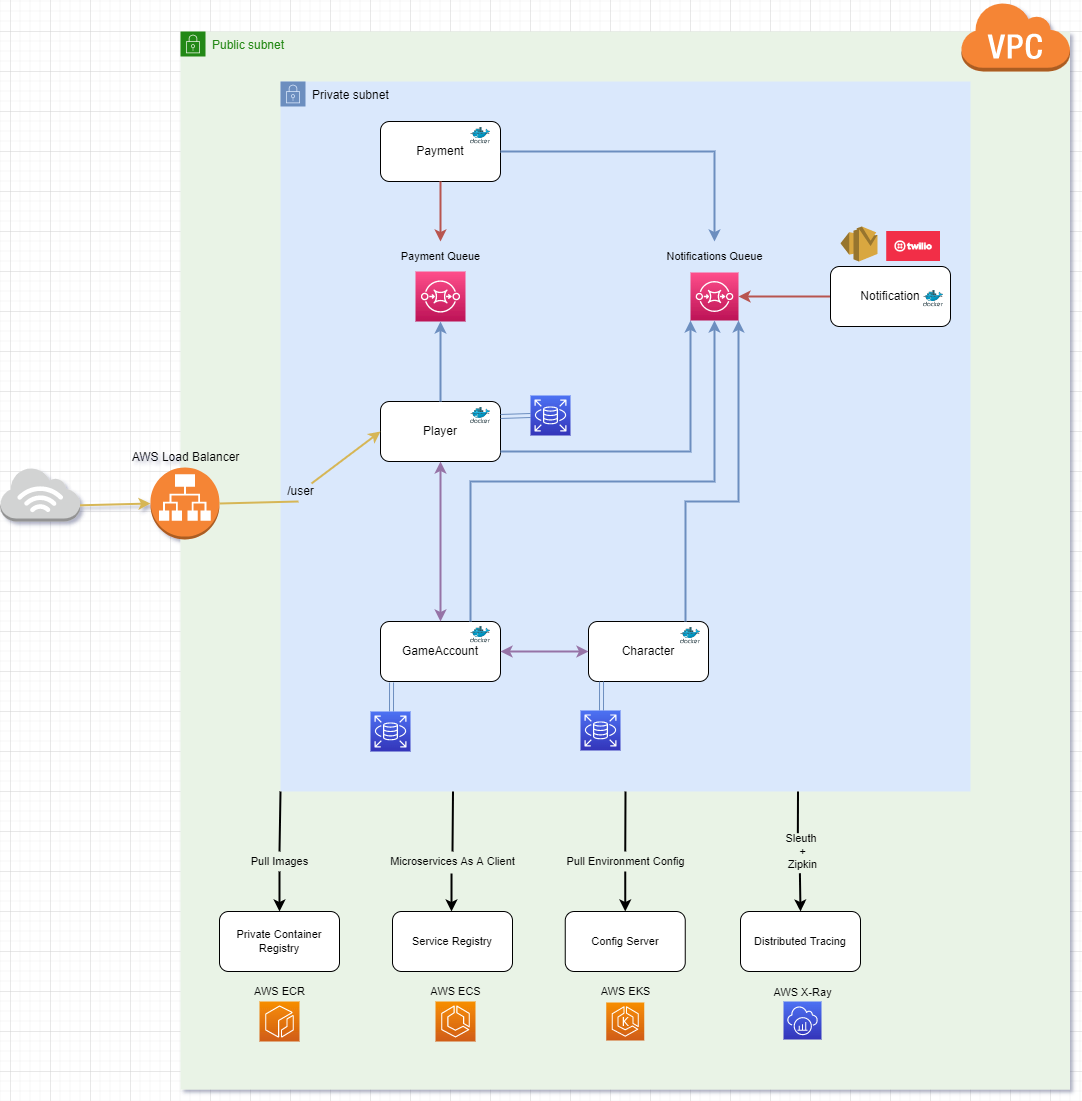 VPC
Public subnet
Private subnet
docker
Payment
Payment Queue
Notifications Queue
twilio
Notification
docker
docker
Player
AWS Load Balancer
/user
docker
GameAccount
docker
Character
Pull Images
Microservices As A Client
Pull Environment Config
Sleuth
+
Zipkin
Private Container
Registry
Service Registry
Config Server
Distributed Tracing
AWS ECR
AWS ECS
AWS EKS
AWS X-Ray
K